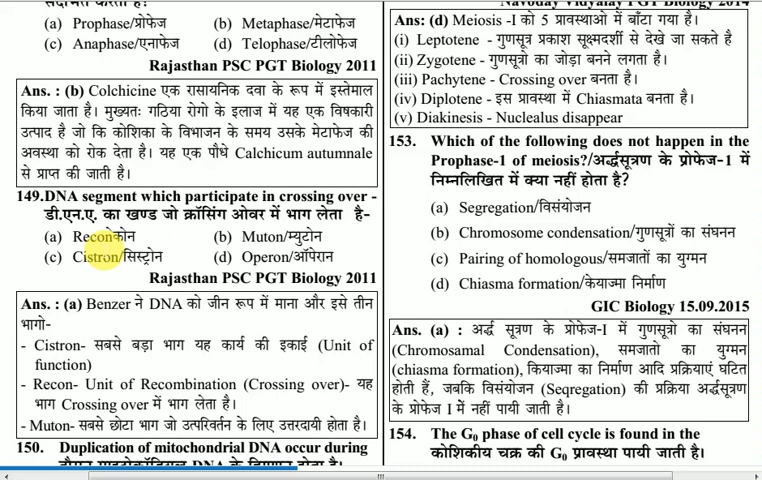 (a) Prophase/प्रोफेज (b) Metaphase/मेटाफेज
(c) Anaphase/एनाफेज (d) Telophase/टीलोफेज
Rajasthan PSC PGT Biology 2011
Ans. : (b) Colchicine एक रासायनिक दवा के रूप में इस्तेमाल
किया जाता है। मुख्यतः गठिया रोगो के इलाज में यह एक विषकारी
उत्पाद है जो कि कोशिका के विभाजन के समय उसके मेटाफेज की
अवस्था को रोक देता है। यह एक पौधे Calchicum autumnale
से प्राप्त की जाती है।
149.DNA segment which participate in crossing over -
डी.एन.ए. का खण्ड जो क्रॉसिंग ओवर में भाग लेता है-
(a) Recon/रेकोन (b) Muton/म्युटोन
(c) Cistron/सिस्ट्रोन (d) Operon/ऑपेरान
Rajasthan PSC PGT Biology 2011
Ans. : (a) Benzer ने DNA को जीन रूप में माना और इसे तीन
भागो-
- Cistron- सबसे बड़ा भाग यह कार्य की इकाई (Unit of
function)
- Recon- Unit of Recombination (Crossing over)- यह
भाग Crossing over में भाग लेता है।
- Muton- सबसे छोटा भाग जो उत्परिवर्तन के लिए उत्तरदायी होता है।
150. Duplication of mitochondrial DNA occur during
Navoday Vidyalay PGT Biology 2014
Ans: (d) Meiosis -I को 5 प्रावस्थाओ में बाँटा गया है।
(i) Leptotene - गुणसूत्र प्रकाश सूक्ष्मदर्शी से देखे जा सकते है
(ii) Zygotene - गुणसूत्रो का जोड़ा बनने लगता है।
(iii) Pachytene - Crossing over बनता है।
(iv) Diplotene - इस प्रावस्था में Chiasmata बनता है।
(v) Diakinesis - Nuclealus disappear
153. Which of the following does not happen in the
Prophase-1 of meiosis?/अर्द्धसूत्रण के प्रोफेज-1 में
निम्नलिखित में क्या नहीं होता है?
(a) Segregation/विसंयोजन
(b) Chromosome condensation/गुणसूत्रों का संघनन
(c) Pairing of homologous/समजातों का युग्मन
(d) Chiasma formation/केयाज्मा निर्माण
GIC Biology 15.09.2015
Ans. (a) : अर्द्ध सूत्रण के प्रोफेज-I में गुणसूत्रो का संघनन
(Chromosamal Condensation), समजातो का युग्मन
(chiasma formation), कियाज्मा का निर्माण आदि प्रक्रियाएं घटित
होती हैं, जबकि विसंयोजन (Seqregation) की प्रक्रिया अर्द्धसूत्रण
के प्रोफेज I में नहीं पायी जाती है।
154. The G₀ phase of cell cycle is found in the
कोशिकीय चक्र की G₀ प्रावस्था पायी जाती है।